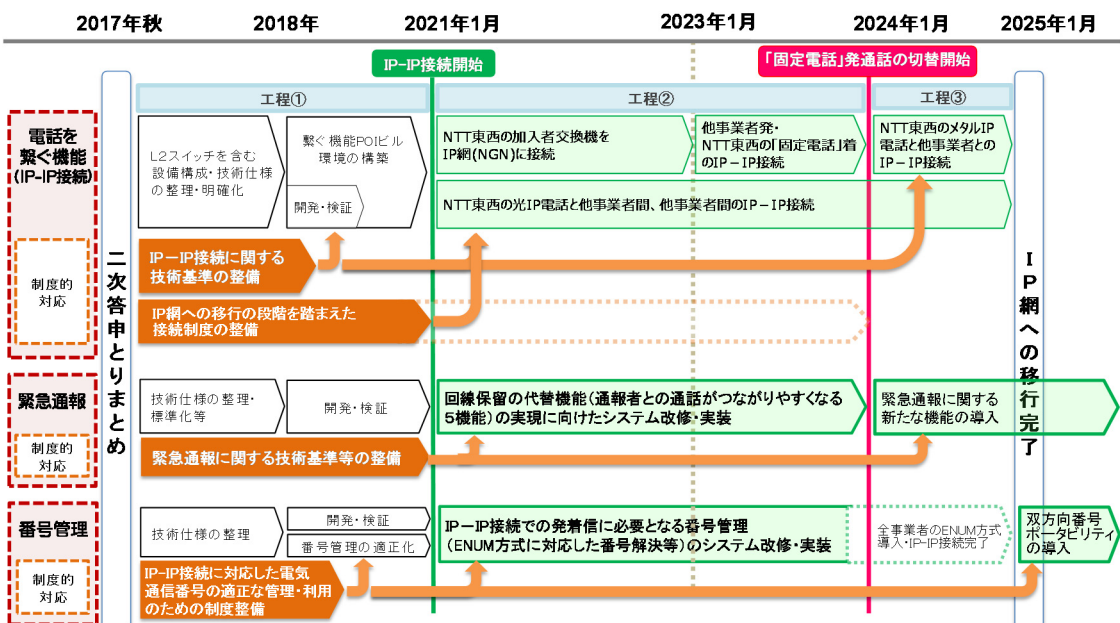 2017年秋
2018年
2021年1月
2023年1月
2024年1月
2025年1月
IP-IP接続開始
「固定電話」発通話の切替開始
工程①
工程②
工程③
電話を
繋ぐ機能
(IP-IP接続)
制度的
対応
二次答申とりまとめ
L2スイッチを含む
設備構成・技術仕様
の整理・明確化
繋ぐ機能POIビル
環境の構築
開発・検証
NTT東西の加入者交換機を
IP網(NGN)に接続
他事業者発・
NTT東西の「固定電話」着
のIP-IP接続
NTT東西のメタルIP
電話と他事業者との
IP-IP接続
NTT東西の光IP電話と他事業者間、他事業者間のIP-IP接続
IP-IP接続に関する
技術基準の整備
IP網への移行の段階を踏まえた
接続制度の整備
IP網への移行完了
緊急通報
制度的
対応
技術仕様の整理・
標準化等
開発・検証
回線保留の代替機能(通報者との通話がつながりやすくなる
5機能)の実現に向けたシステム改修・実装
緊急通報に関する
新たな機能の導入
緊急通報に関する技術基準等の整備
番号管理
制度的
対応
技術仕様の整理
開発・検証
番号管理の適正化
IP-IP接続での発着信に必要となる番号管理
(ENUM方式に対応した番号解決等)のシステム改修・実装
全事業者のENUM方式
導入・IP-IP接続完了
双方向番号
ポータビリティ
の導入
IP-IP接続に対応した電気
通信番号の適正な管理・利用
のための制度整備